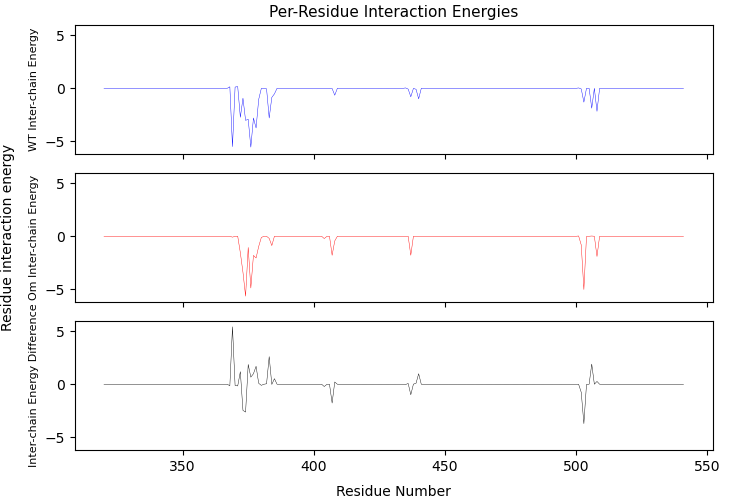 Per-Residue Interaction Energies
Residue interaction energy
WT Inter-chain Energy
5
0
−5
Om Inter-chain Energy
5
0
−5
Inter-chain Energy Difference
5
0
−5
350
400
450
500
550
Residue Number